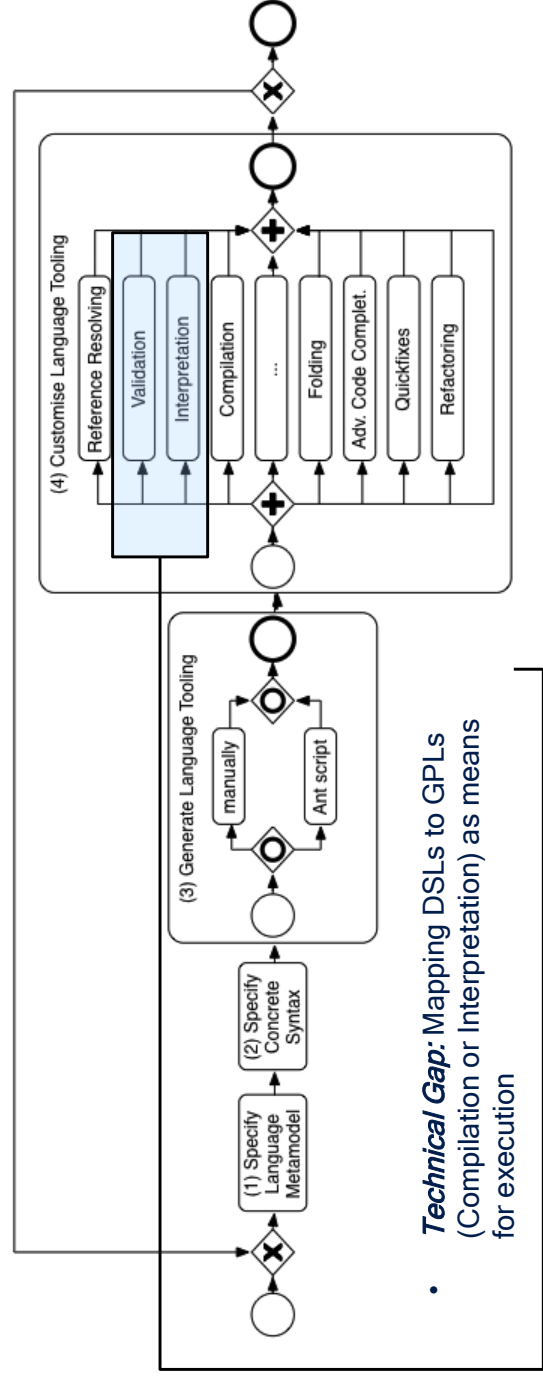 (1) Specify
Language
Metamodel
(2) Specify
Concrete
Syntax
(3) Generate Language Tooling
manually
Ant script
(4) Customise Language Tooling
Reference Resolving
Validation
Interpretation
Compilation
...
Folding
Adv. Code Complet.
Quickfixes
Refactoring
• Technical Gap: Mapping DSLs to GPLs
(Compilation or Interpretation) as means
for execution